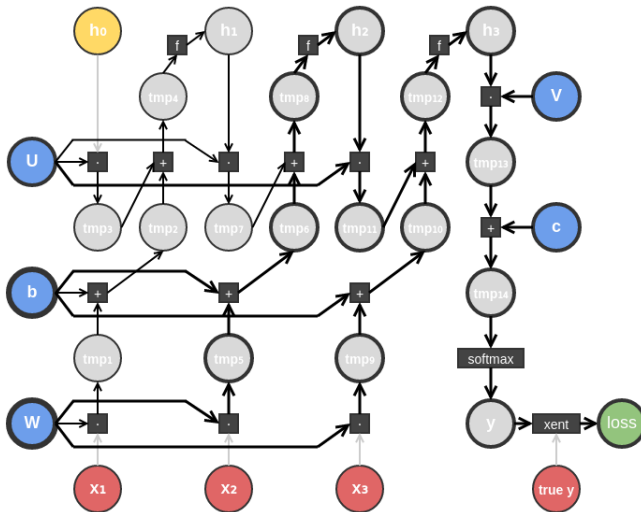 h₀ h₁ h₂ h₃
f f f
tmp₄ tmp₈ tmp₁₂ · V
U · + · + · + tmp₁₃
tmp₃ tmp₂ tmp₇ tmp₆ tmp₁₁ tmp₁₀ + c
b + + + tmp₁₄
tmp₁ tmp₅ tmp₉ softmax
W · · · y xent loss
x₁ x₂ x₃ true y